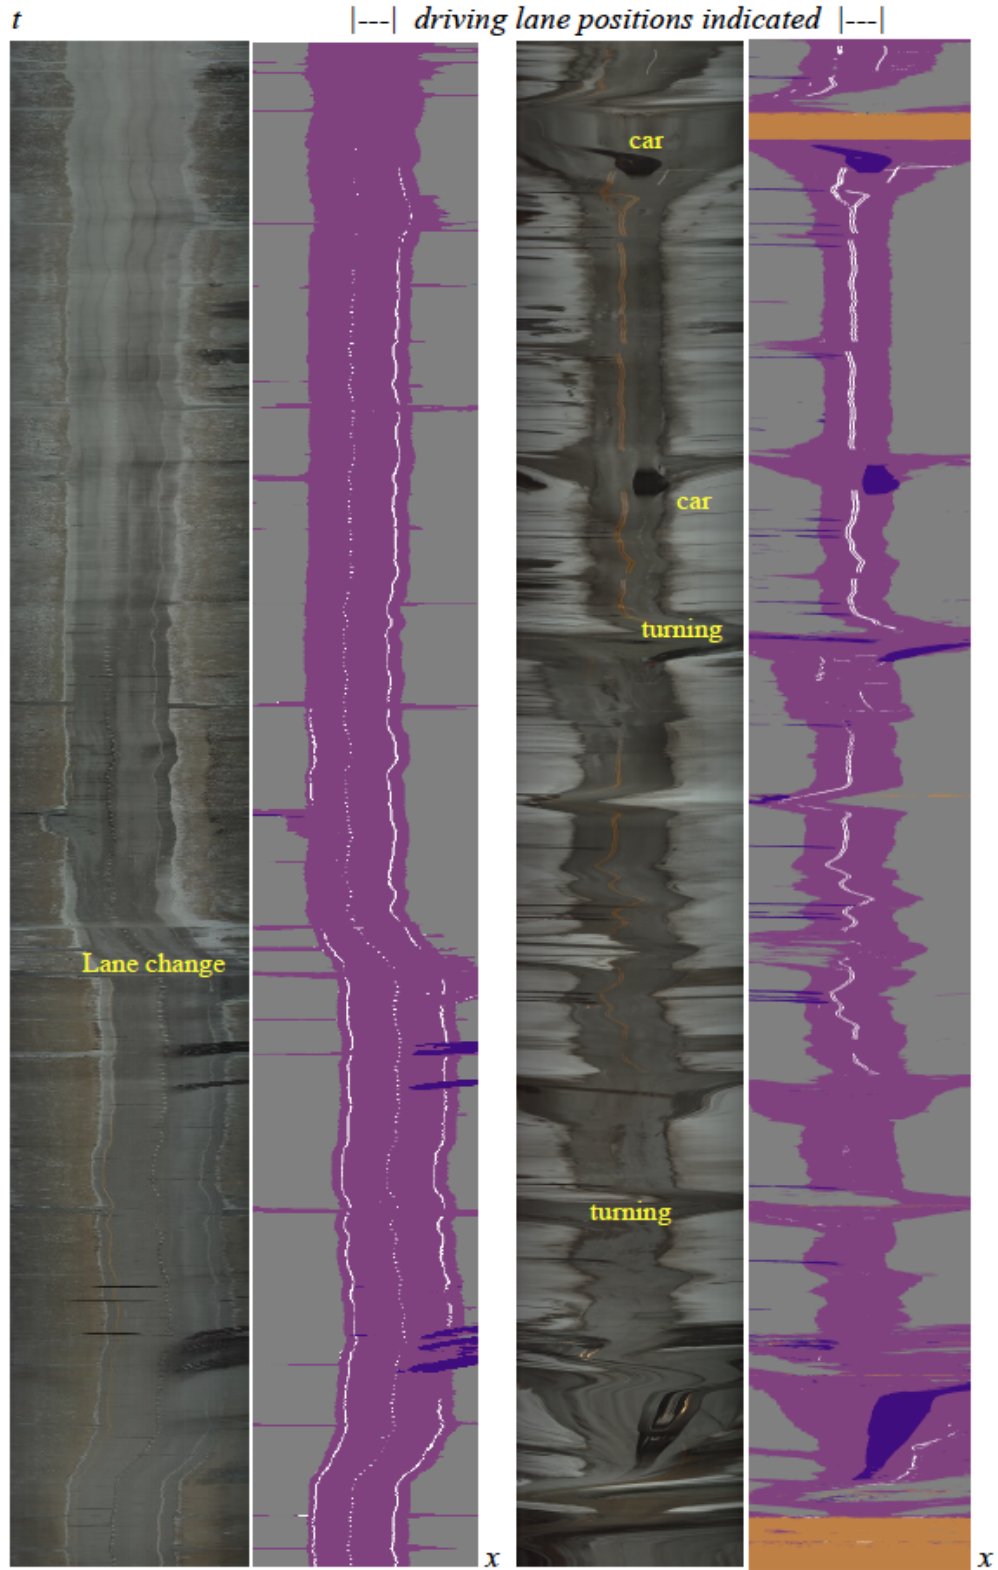 t |---| driving lane positions indicated |---|
car
car
turning
Lane change
turning
x x